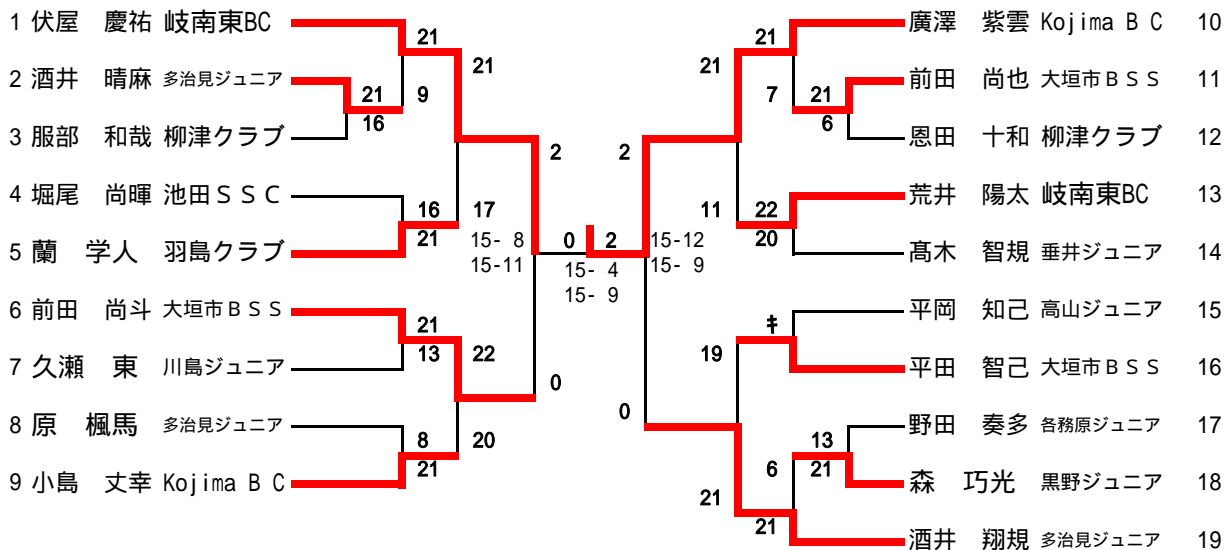 1 伏屋 慶祐 岐南東BC
2 酒井 晴麻 多治見ジュニア
3 服部 和哉 柳津クラブ
4 堀尾 尚暉 池田ＳＳＣ
5 蘭 学人 羽島クラブ
6 前田 尚斗 大垣市ＢＳＳ
7 久瀬 東 川島ジュニア
8 原 楓馬 多治見ジュニア
9 小島 丈幸 Kojima B C
21
21
9
21
16
2
16
17
21
15- 8
15-11
21
13
22
0
8
20
21
0
2
15- 4
15- 9
21
21
7
21
6
2
11
22
20
15-12
15- 9
キ
19
0
13
6
21
21
21
廣澤 紫雲 Kojima B C 10
前田 尚也 大垣市ＢＳＳ 11
恩田 十和 柳津クラブ 12
荒井 陽太 岐南東BC 13
髙木 智規 垂井ジュニア 14
平岡 知己 高山ジュニア 15
平田 智己 大垣市ＢＳＳ 16
野田 奏多 各務原ジュニア 17
森 巧光 黒野ジュニア 18
酒井 翔規 多治見ジュニア 19